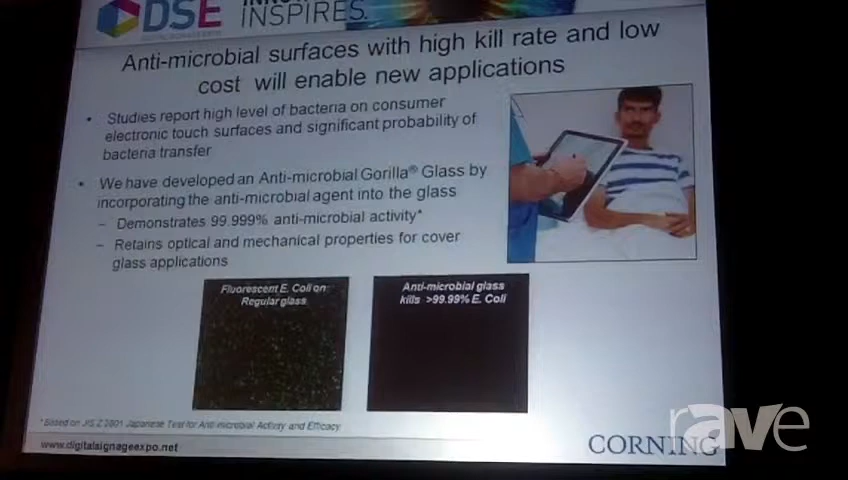 DSE
INSPIRES.
Anti-microbial surfaces with high kill rate and low
cost will enable new applications
• Studies report high level of bacteria on consumer
electronic touch surfaces and significant probability of
bacteria transfer
• We have developed an Anti-microbial Gorilla® Glass by
incorporating the anti-microbial agent into the glass
– Demonstrates 99.999% anti-microbial activity*
– Retains optical and mechanical properties for cover
glass applications
Fluorescent E. Coli on
Regular glass
Anti-microbial glass
kills >99.99% E. Coli
* Based on JIS Z 2801 Japanese Test for Anti-microbial Activity and Efficacy
www.digitalsignageexpo.net
CORNING
rave